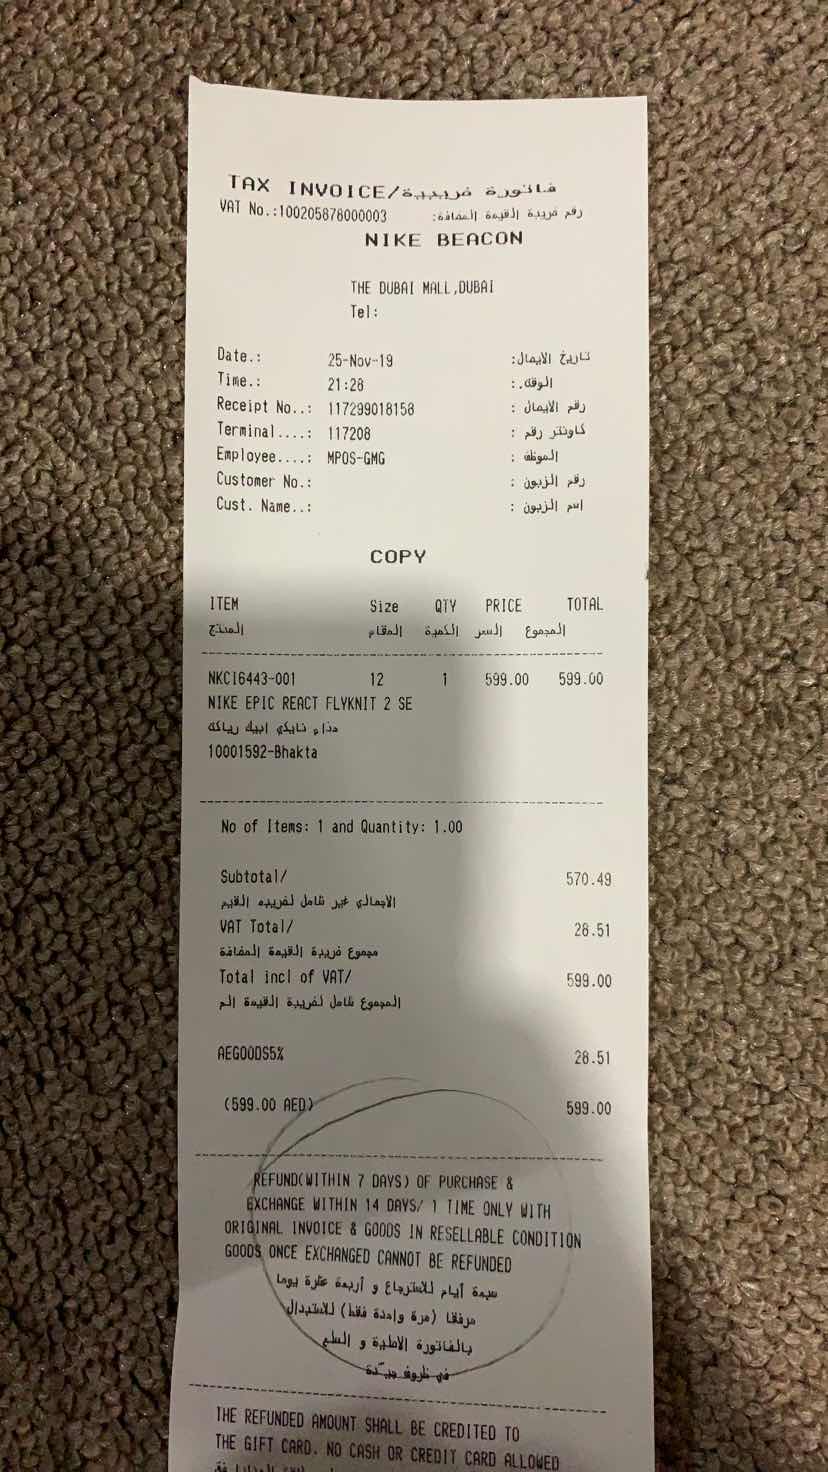 TAX INVOICE/فاتورة ضريبية
VAT No.:100205878000003 رقم ضريبة القيمة المضافة:
NIKE BEACON
THE DUBAI MALL,DUBAI
Tel:
Date.: 25-Nov-19 تاريخ الايصال:
Time.: 21:28 الوقت.:
Receipt No..: 117299018158 رقم الايصال :
Terminal....: 117208 كاونتر رقم :
Employee....: MPOS-GMG الموظف :
Customer No.: رقم الزبون :
Cust. Name..: اسم الزبون :
COPY
ITEM Size QTY PRICE TOTAL
المنتج المقاس الكمية السعر المجموع
NKCI6443-001 12 1 599.00 599.00
NIKE EPIC REACT FLYKNIT 2 SE
حذاء نايكي ابيك رياكت
10001592-Bhakta
No of Items: 1 and Quantity: 1.00
Subtotal/ 570.49
الاجمالي غير شامل لضريبه القيم
VAT Total/ 28.51
مجموع ضريبة القيمة المضافة
Total incl of VAT/ 599.00
المجموع شامل لضريبة القيمة الم
AEGOODS5% 28.51
(599.00 AED) 599.00
REFUND(WITHIN 7 DAYS) OF PURCHASE &
EXCHANGE WITHIN 14 DAYS/ 1 TIME ONLY WITH
ORIGINAL INVOICE & GOODS IN RESELLABLE CONDITION
GOODS ONCE EXCHANGED CANNOT BE REFUNDED
سبعة أيام للاسترجاع و أربعة عشرة يوما
(مرة واحدة فقط) للاستبدال
بالفاتورة الاصلية و السلع
في ظروف جيّدة
THE REFUNDED AMOUNT SHALL BE CREDITED TO
THE GIFT CARD. NO CASH OR CREDIT CARD ALLOWED